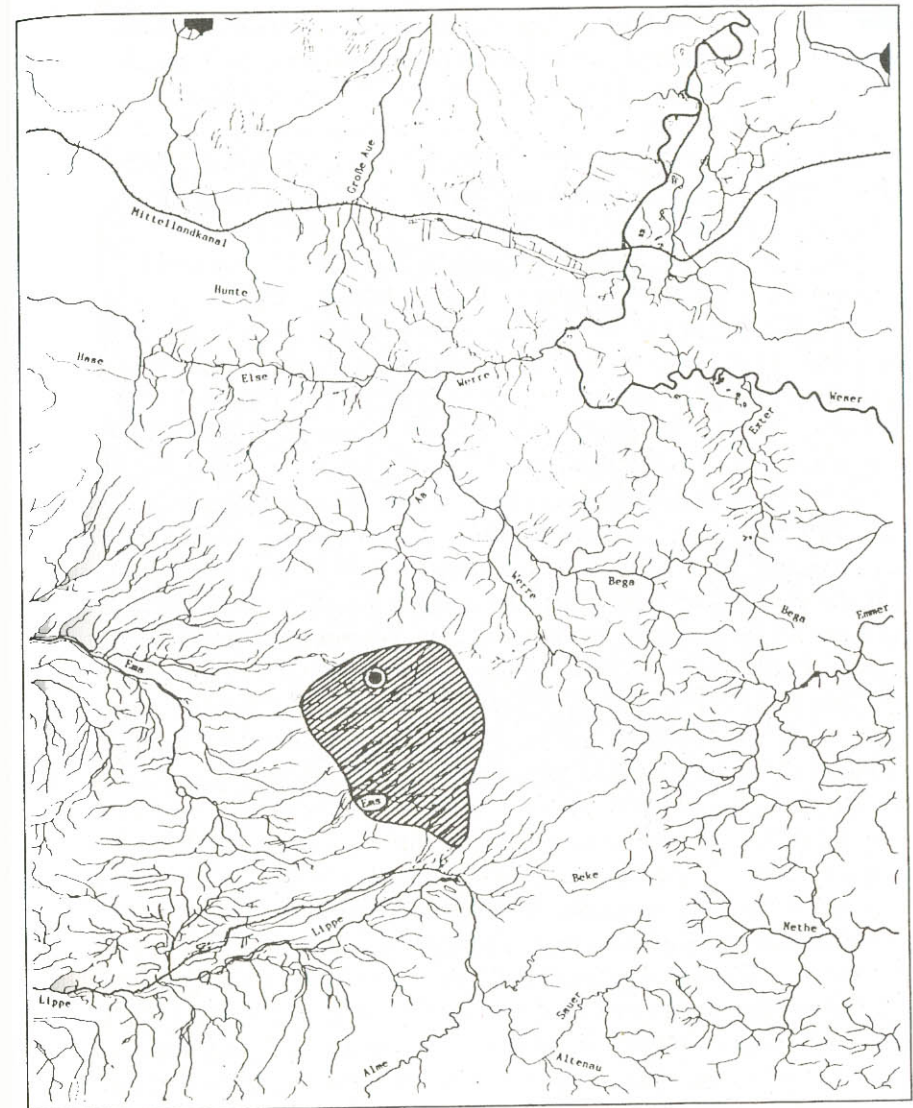 Große Aue
Mittellandkanal
Hunte
Hase
Else
Werre
Weser
Exter
Aa
Werre
Bega
Bega
Emmer
Ems
Ems
Beke
Lippe
Nethe
Lippe
Sauer
Alme
Altenau